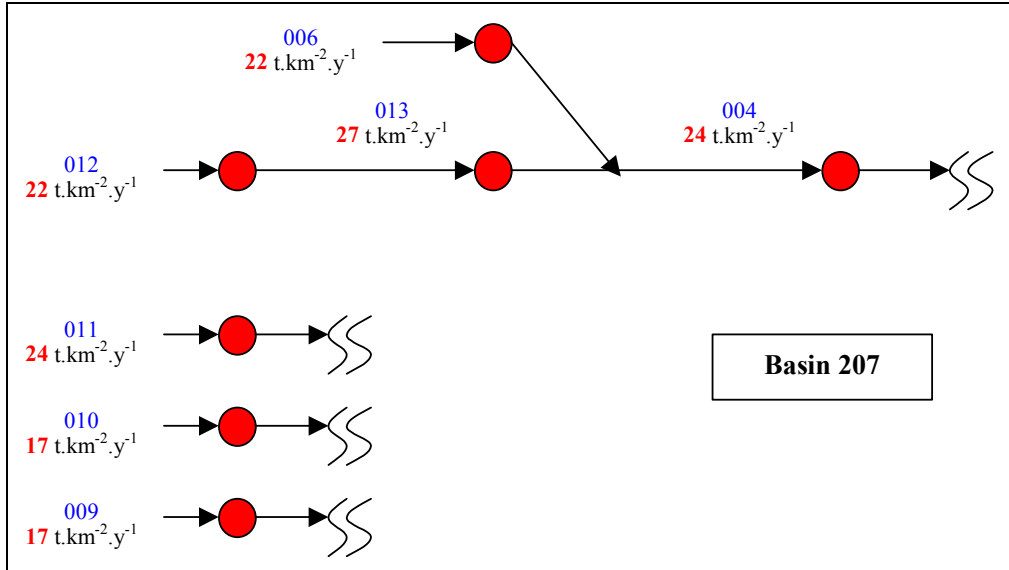 006
22 t.km-2.y-1
013
27 t.km-2.y-1
004
24 t.km-2.y-1
012
22 t.km-2.y-1
011
24 t.km-2.y-1
Basin 207
010
17 t.km-2.y-1
009
17 t.km-2.y-1